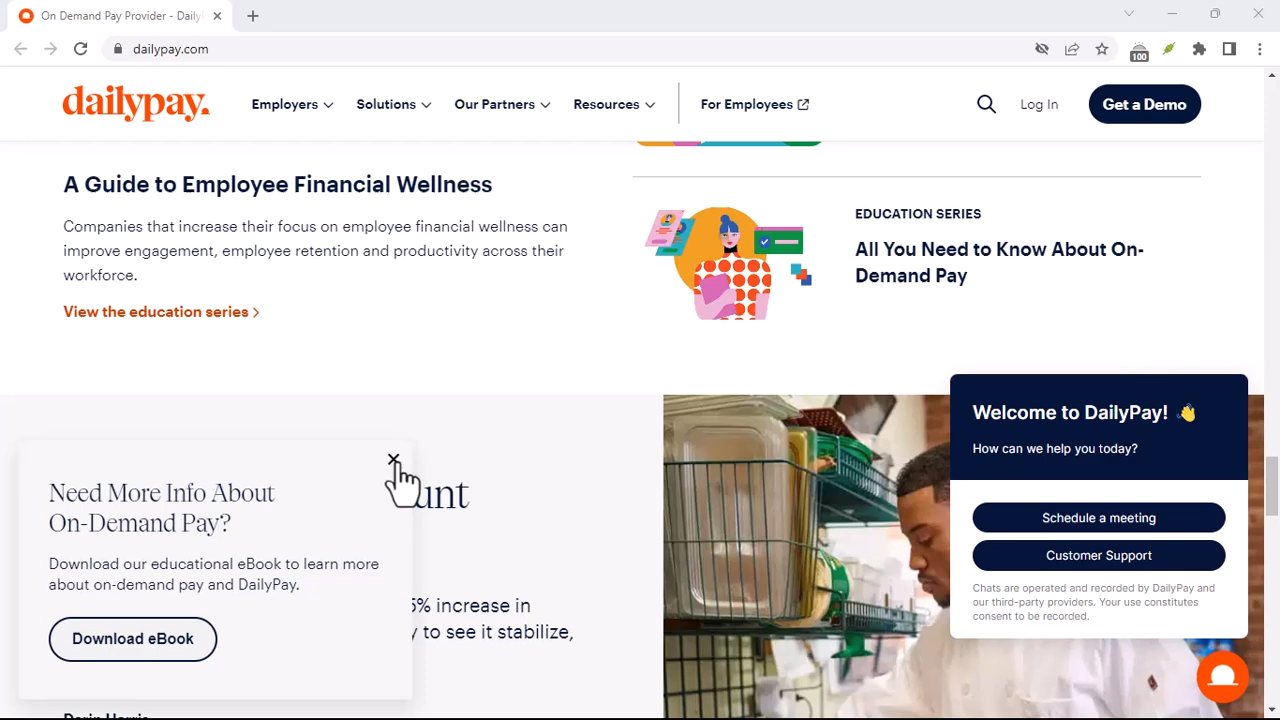 On Demand Pay Provider - Daily
dailypay.com
100
dailypay.
Employers
Solutions
Our Partners
Resources
For Employees
Log In
Get a Demo
A Guide to Employee Financial Wellness
Companies that increase their focus on employee financial wellness can
improve engagement, employee retention and productivity across their
workforce.
View the education series
EDUCATION SERIES
All You Need to Know About On-
Demand Pay
unt
5% increase in
y to see it stabilize,
Need More Info About
On-Demand Pay?
Download our educational eBook to learn more
about on-demand pay and DailyPay.
Download eBook
Welcome to DailyPay! 👋
How can we help you today?
Schedule a meeting
Customer Support
Chats are operated and recorded by DailyPay and
our third-party providers. Your use constitutes
consent to be recorded.